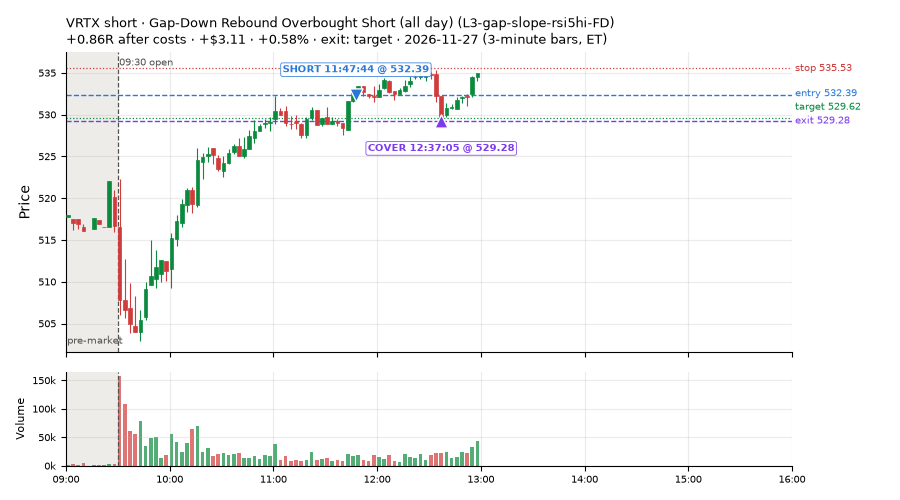 VRTX short · Gap-Down Rebound Overbought Short (all day) (L3-gap-slope-rsi5hi-FD)
+0.86R after costs · +$3.11 · +0.58% · exit: target · 2026-11-27 (3-minute bars, ET)
09:30 open
SHORT 11:47:44 @ 532.39
stop 535.53
entry 532.39
target 529.62
exit 529.28
COVER 12:37:05 @ 529.28
pre-market
Price
535
530
525
520
515
510
505
Volume
150k
100k
50k
0k
09:00 10:00 11:00 12:00 13:00 14:00 15:00 16:00